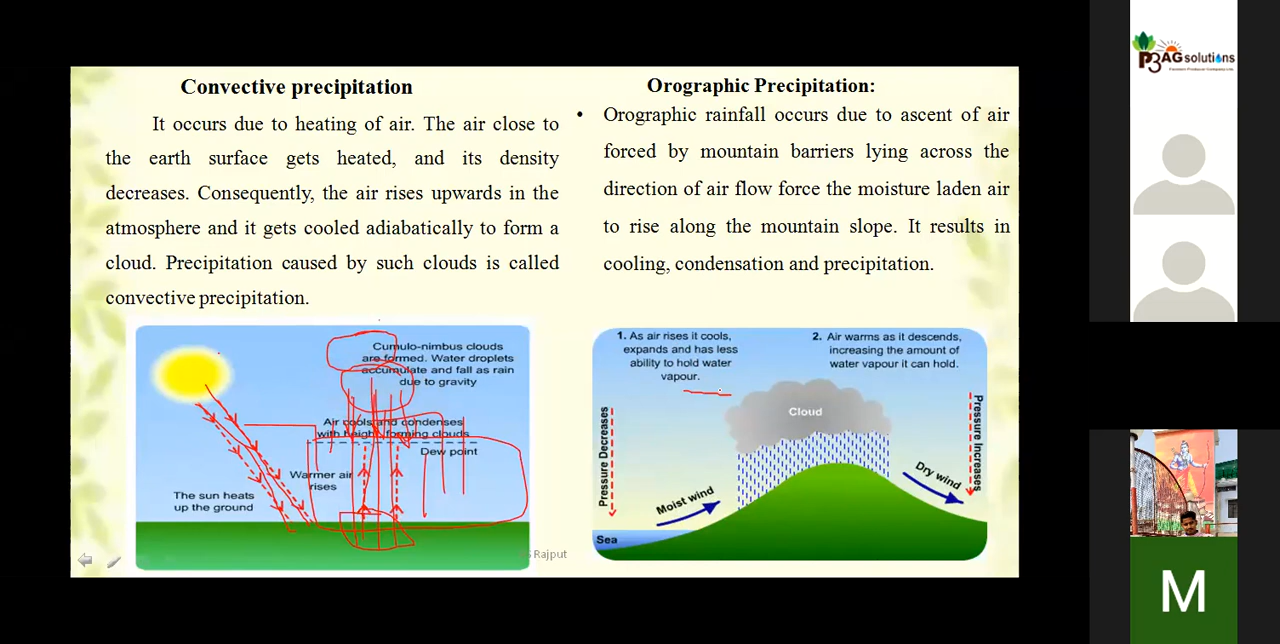 Convective precipitation
It occurs due to heating of air. The air close to
the earth surface gets heated, and its density
decreases. Consequently, the air rises upwards in the
atmosphere and it gets cooled adiabatically to form a
cloud. Precipitation caused by such clouds is called
convective precipitation.
Cumulo-nimbus clouds
are formed. Water droplets
accumulate and fall as rain
due to gravity
Air cools and condenses
with height, forming clouds
Dew point
Warmer air
rises
The sun heats
up the ground
Orographic Precipitation:
• Orographic rainfall occurs due to ascent of air
forced by mountain barriers lying across the
direction of air flow force the moisture laden air
to rise along the mountain slope. It results in
cooling, condensation and precipitation.
1. As air rises it cools,
expands and has less
ability to hold water
vapour.
2. Air warms as it descends,
increasing the amount of
water vapour it can hold.
Cloud
Pressure Decreases
Pressure Increases
Moist wind
Dry wind
Sea
Rajput
P3AGsolutions
M